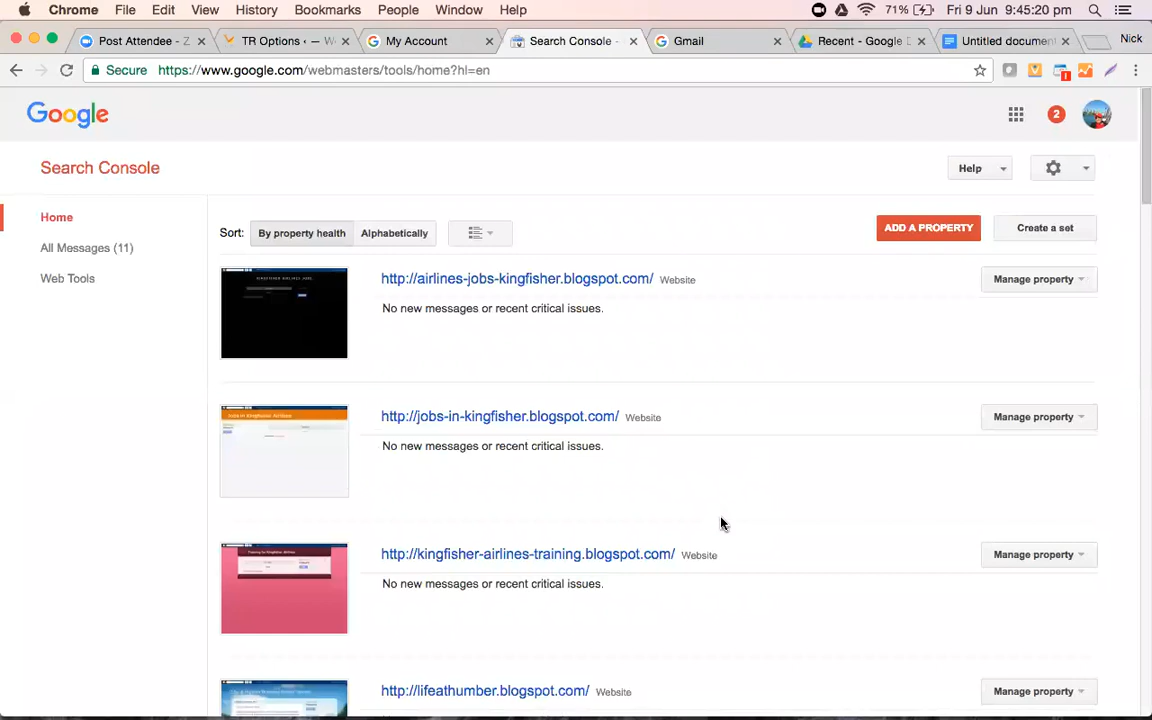 Chrome File Edit View History Bookmarks People Window Help 71% Fri 9 Jun 9:45:20 pm
Post Attendee - Z TR Options ‹ — W My Account Search Console - Gmail Recent - Google D Untitled document Nick
Secure https://www.google.com/webmasters/tools/home?hl=en
Google 2
Search Console Help
Home
All Messages (11)
Web Tools
Sort: By property health Alphabetically ADD A PROPERTY Create a set
http://airlines-jobs-kingfisher.blogspot.com/ Website Manage property
No new messages or recent critical issues.
http://jobs-in-kingfisher.blogspot.com/ Website Manage property
No new messages or recent critical issues.
http://kingfisher-airlines-training.blogspot.com/ Website Manage property
No new messages or recent critical issues.
http://lifeathumber.blogspot.com/ Website Manage property